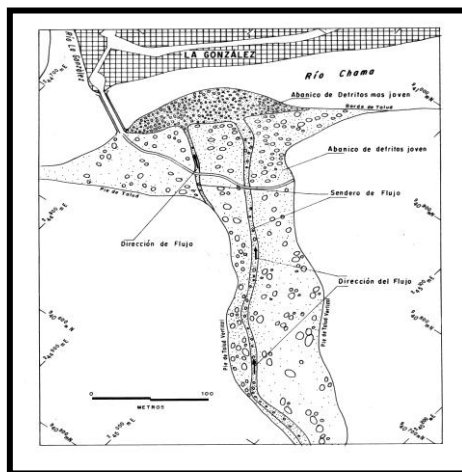 Río La González
LA GONZÁLEZ
Río Chama
Abanico de Detritos mas joven
Borde de Talud
Abanico de detritos joven
Pie de Talud
Sendero de Flujo
Dirección de Flujo
Dirección del Flujo
Pie de Talud Vertical
Pie de Talud Vertical
0 100
METROS